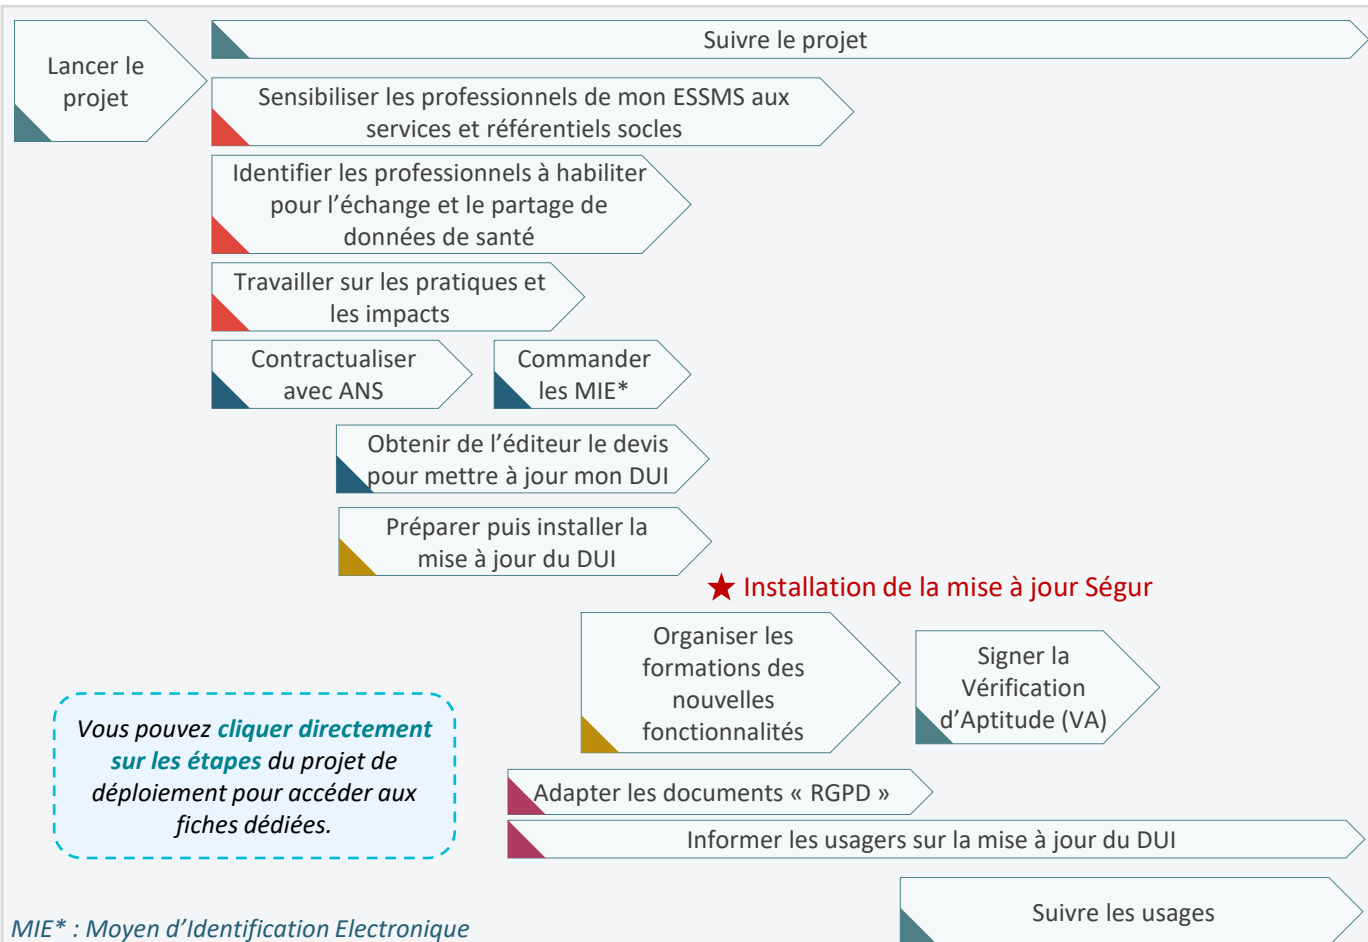 Lancer le
projet
Suivre le projet
Sensibiliser les professionnels de mon ESSMS aux
services et référentiels socles
Identifier les professionnels à habiliter
pour l’échange et le partage de
données de santé
Travailler sur les pratiques et
les impacts
Contractualiser
avec ANS
Commander
les MIE*
Obtenir de l’éditeur le devis
pour mettre à jour mon DUI
Préparer puis installer la
mise à jour du DUI
Installation de la mise à jour Ségur
Organiser les
formations des
nouvelles
fonctionnalités
Signer la
Vérification
d’Aptitude (VA)
Vous pouvez cliquer directement
sur les étapes du projet de
déploiement pour accéder aux
fiches dédiées.
Adapter les documents « RGPD »
Informer les usagers sur la mise à jour du DUI
Suivre les usages
MIE* : Moyen d’Identification Electronique